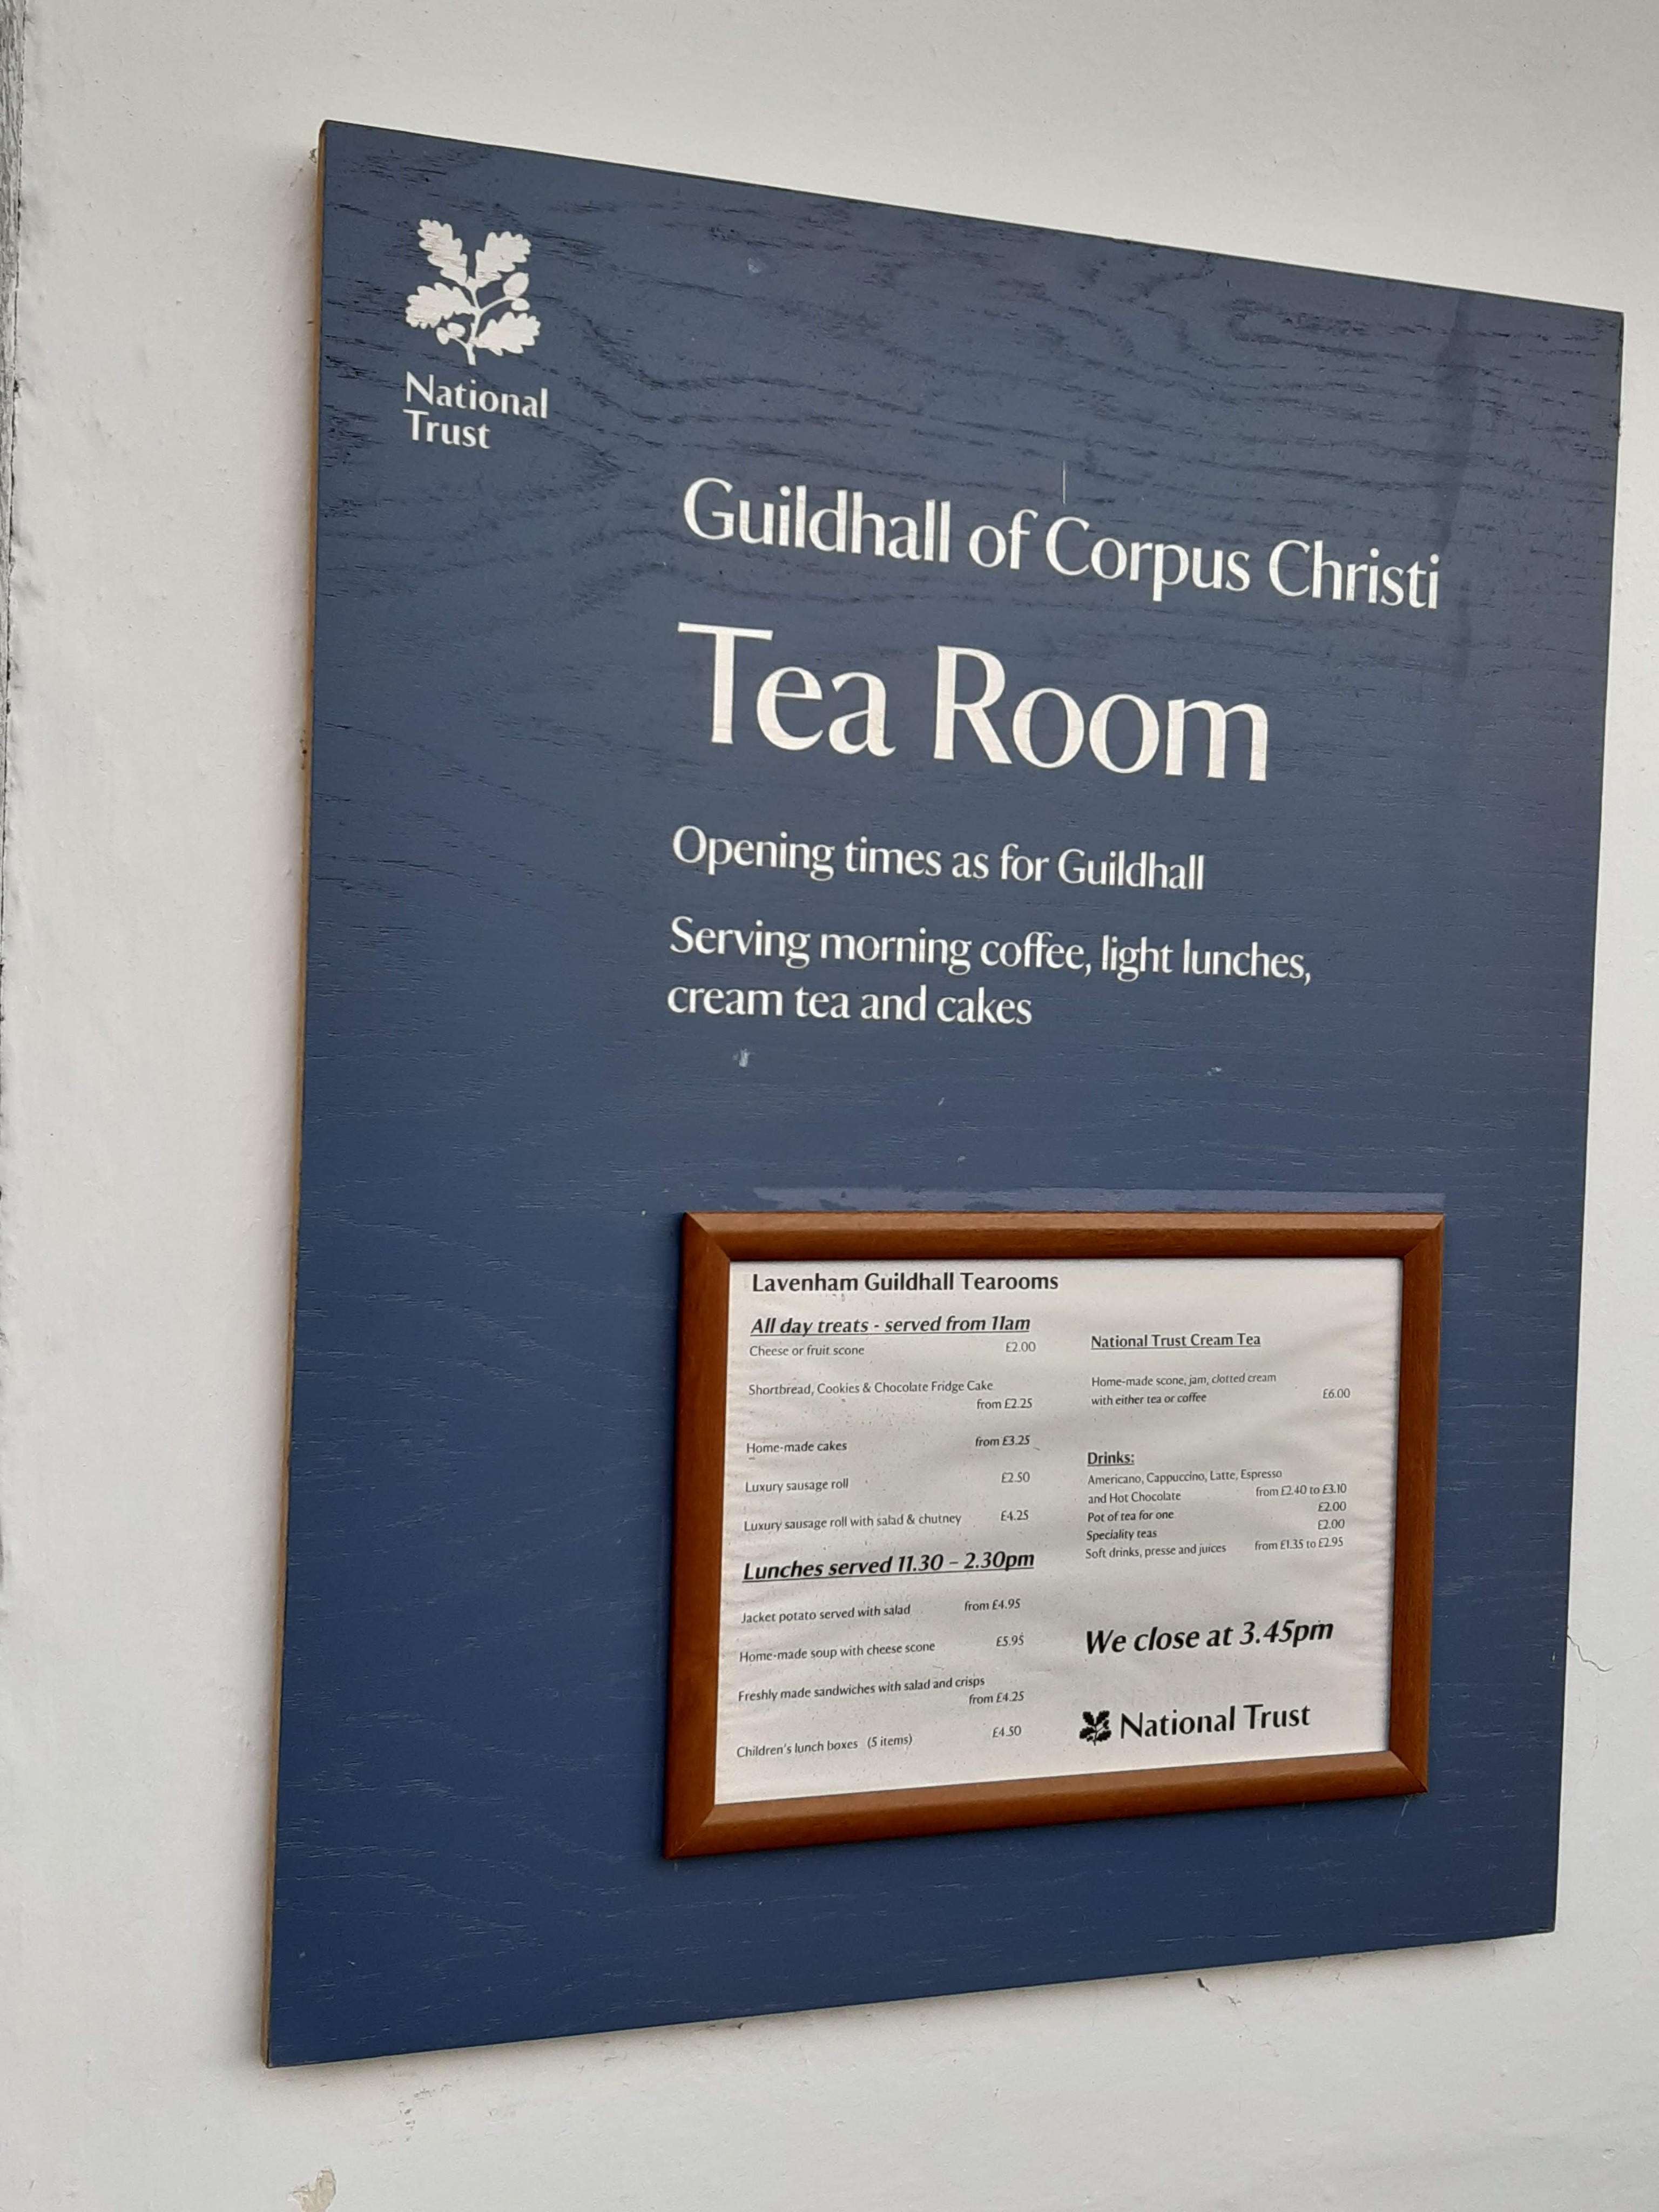 National
Trust
Guildhall of Corpus Christi
Tea Room
Opening times as for Guildhall
Serving morning coffee, light lunches,
cream tea and cakes
Lavenham Guildhall Tearooms
All day treats - served from 11am
Cheese or fruit scone £2.00
Shortbread, Cookies & Chocolate Fridge Cake
from £2.25
Home-made cakes from £3.25
Luxury sausage roll £2.50
Luxury sausage roll with salad & chutney £4.25
Lunches served 11.30 – 2.30pm
Jacket potato served with salad from £4.95
Home-made soup with cheese scone £5.95
Freshly made sandwiches with salad and crisps
from £4.25
Children's lunch boxes (5 items) £4.50
National Trust Cream Tea
Home-made scone, jam, clotted cream
with either tea or coffee £6.00
Drinks:
Americano, Cappuccino, Latte, Espresso
and Hot Chocolate from £2.40 to £3.10
Pot of tea for one £2.00
Speciality teas £2.00
Soft drinks, presse and juices from £1.35 to £2.95
We close at 3.45pm
National Trust